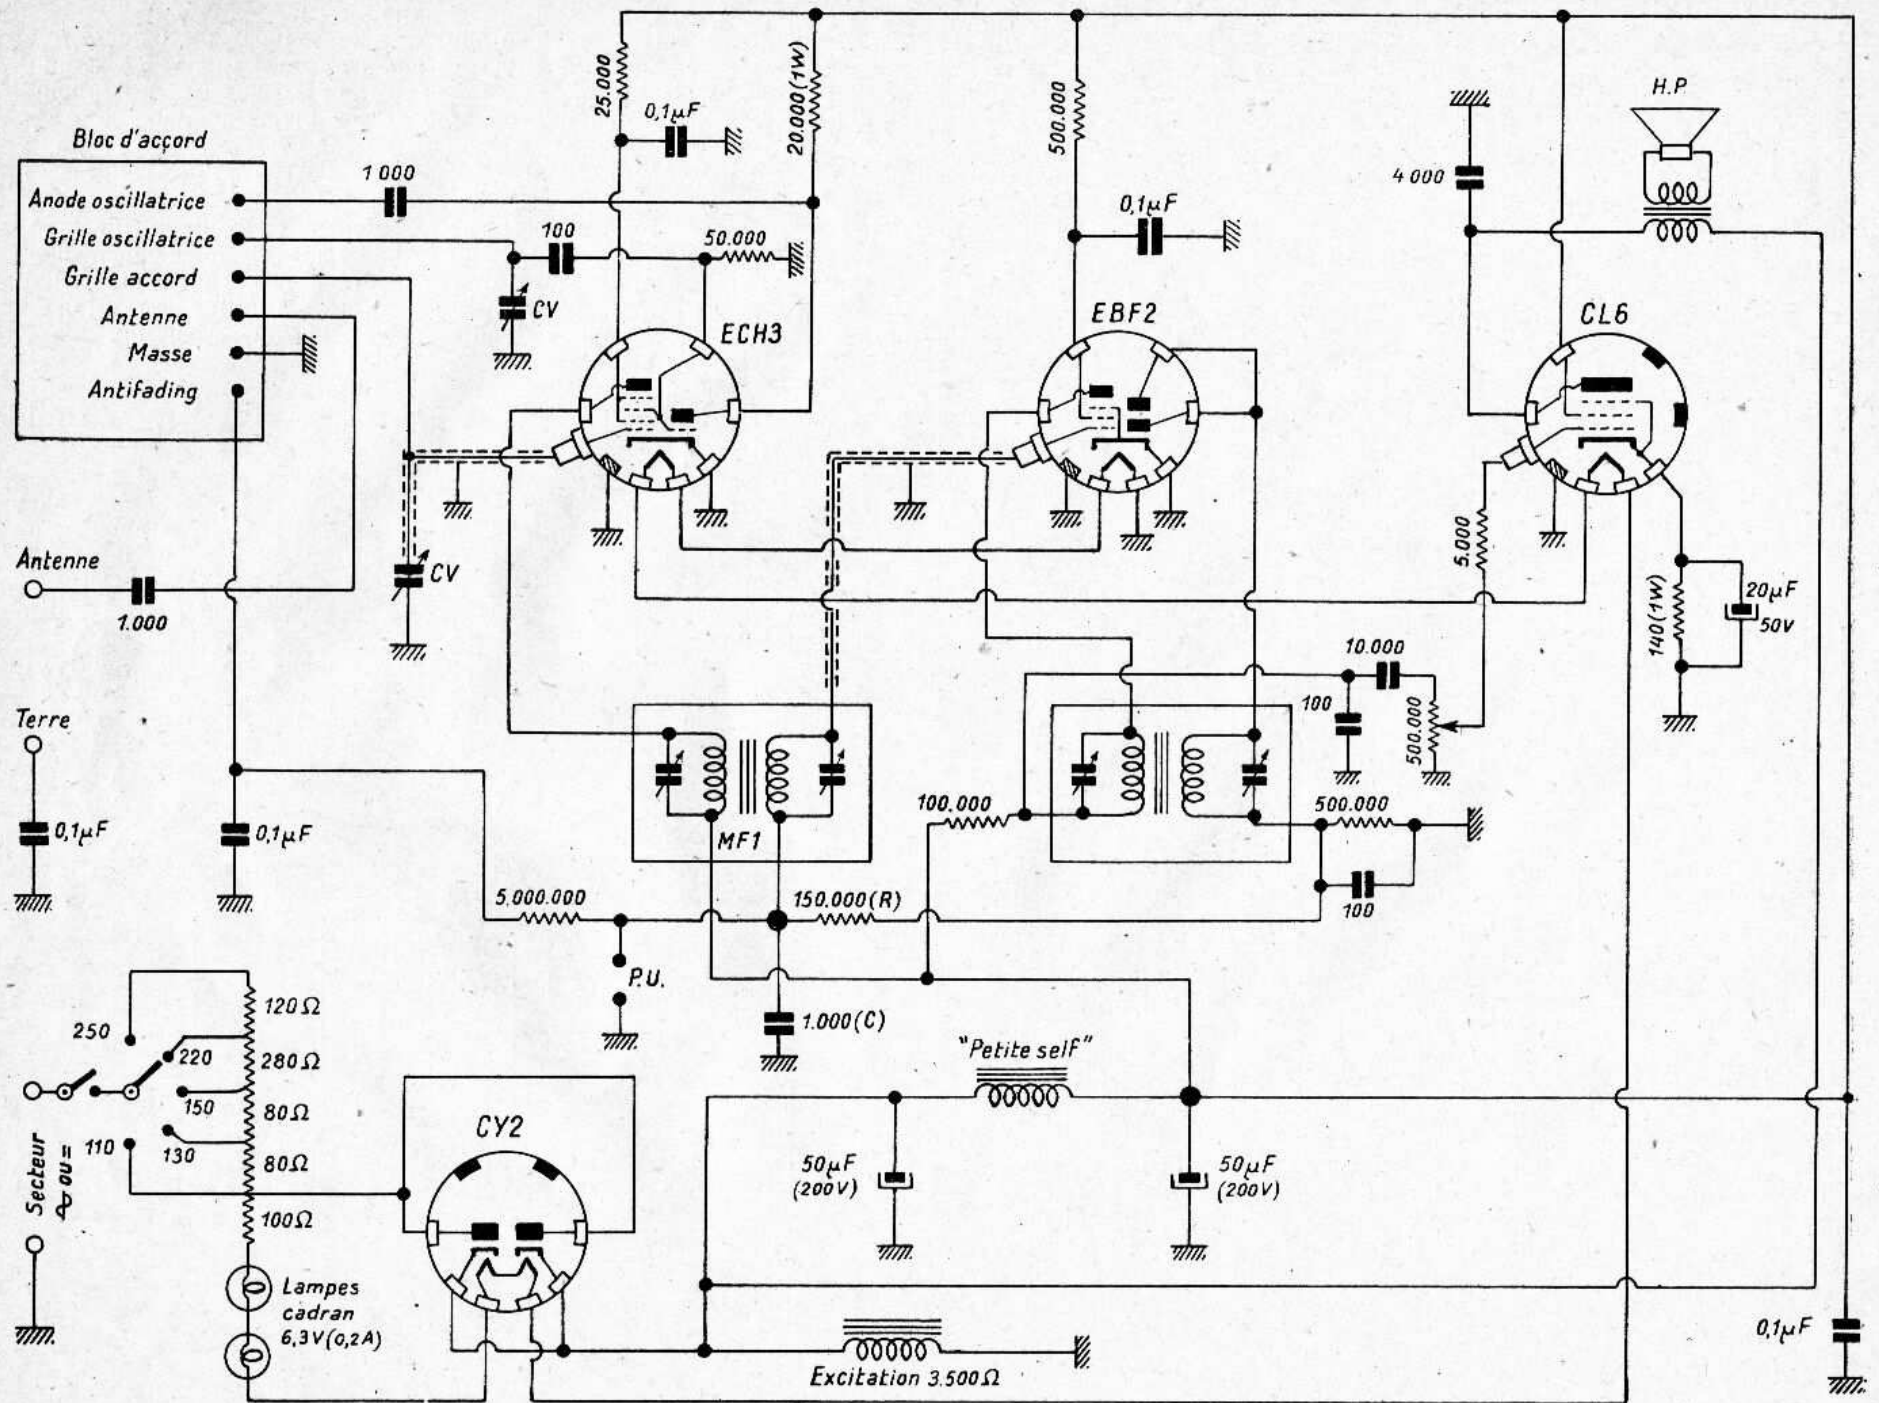 25.000
0,1µF
20.000(1W)
500.000
H.P.
Bloc d'accord
Anode oscillatrice
1 000
4 000
0,1µF
Grille oscillatrice
100
50.000
Grille accord
CV
Antenne
ECH3
EBF2
CL6
Masse
Antifading
Antenne
1.000
CV
5.000
140(1W)
20µF
50V
10.000
100
500.000
Terre
0,1µF
0,1µF
MF1
100.000
500.000
100
5.000.000
150.000(R)
P.U.
1.000(C)
"Petite self"
250
220
150
110
130
120Ω
280Ω
80Ω
80Ω
100Ω
Secteur
~ ou =
CY2
50µF
(200V)
50µF
(200V)
Lampes
cadran
6,3V(0,2A)
Excitation 3.500Ω
0,1µF